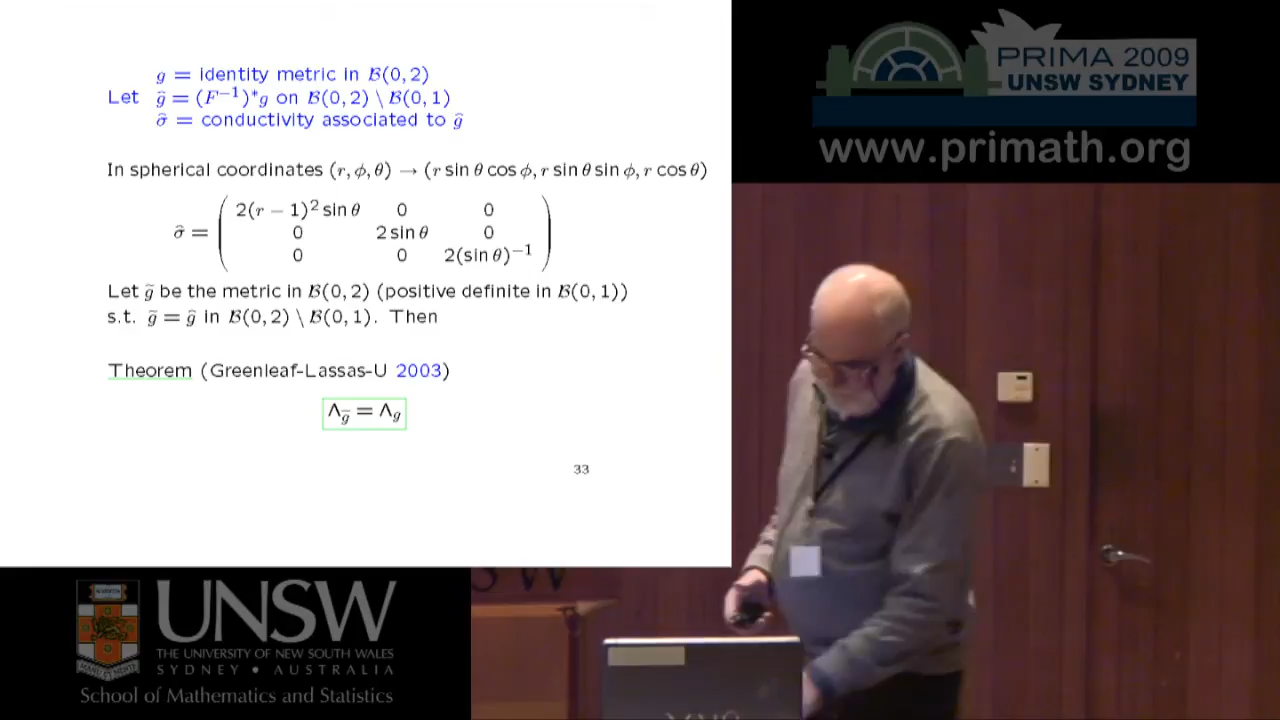 g = identity metric in B(0,2)
Let ĝ = (F⁻¹)*g on B(0,2) \ B(0,1)
σ̂ = conductivity associated to ĝ
In spherical coordinates (r, φ, θ) → (r sin θ cos φ, r sin θ sin φ, r cos θ)
2(r − 1)² sin θ 0 0
σ̂ = ( 0 2 sin θ 0 )
0 0 2(sin θ)⁻¹
Let g̃ be the metric in B(0,2) (positive definite in B(0,1))
s.t. g̃ = ĝ in B(0,2) \ B(0,1). Then
Theorem (Greenleaf-Lassas-U 2003)
Λg̃ = Λg
33
PRIMA 2009
UNSW SYDNEY
www.primath.org
UNSW
THE UNIVERSITY OF NEW SOUTH WALES
SYDNEY • AUSTRALIA
School of Mathematics and Statistics